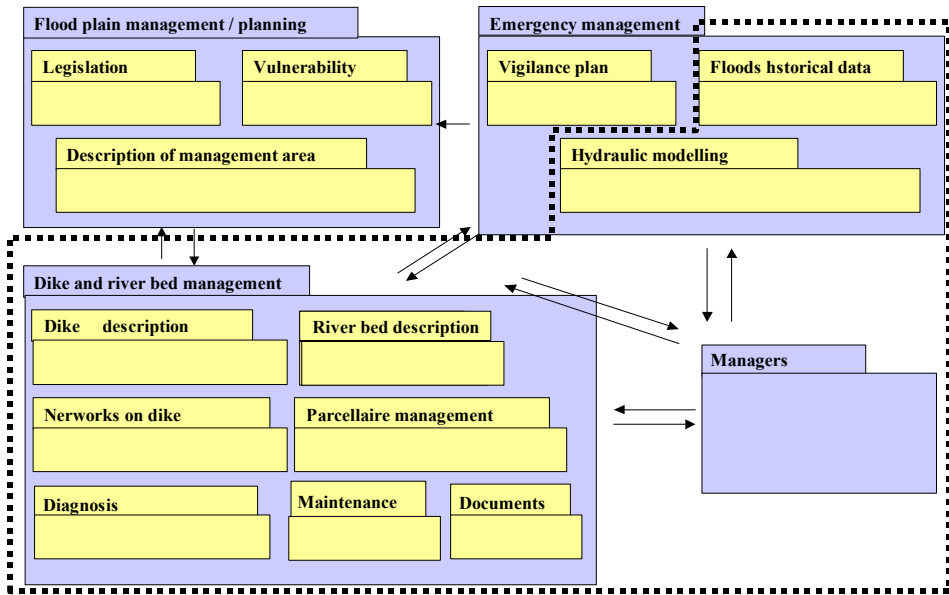 Flood plain management / planning
Legislation
Vulnerability
Description of management area
Emergency management
Vigilance plan
Floods hstorical data
Hydraulic modelling
Dike and river bed management
Dike description
River bed description
Nerworks on dike
Parcellaire management
Diagnosis
Maintenance
Documents
Managers